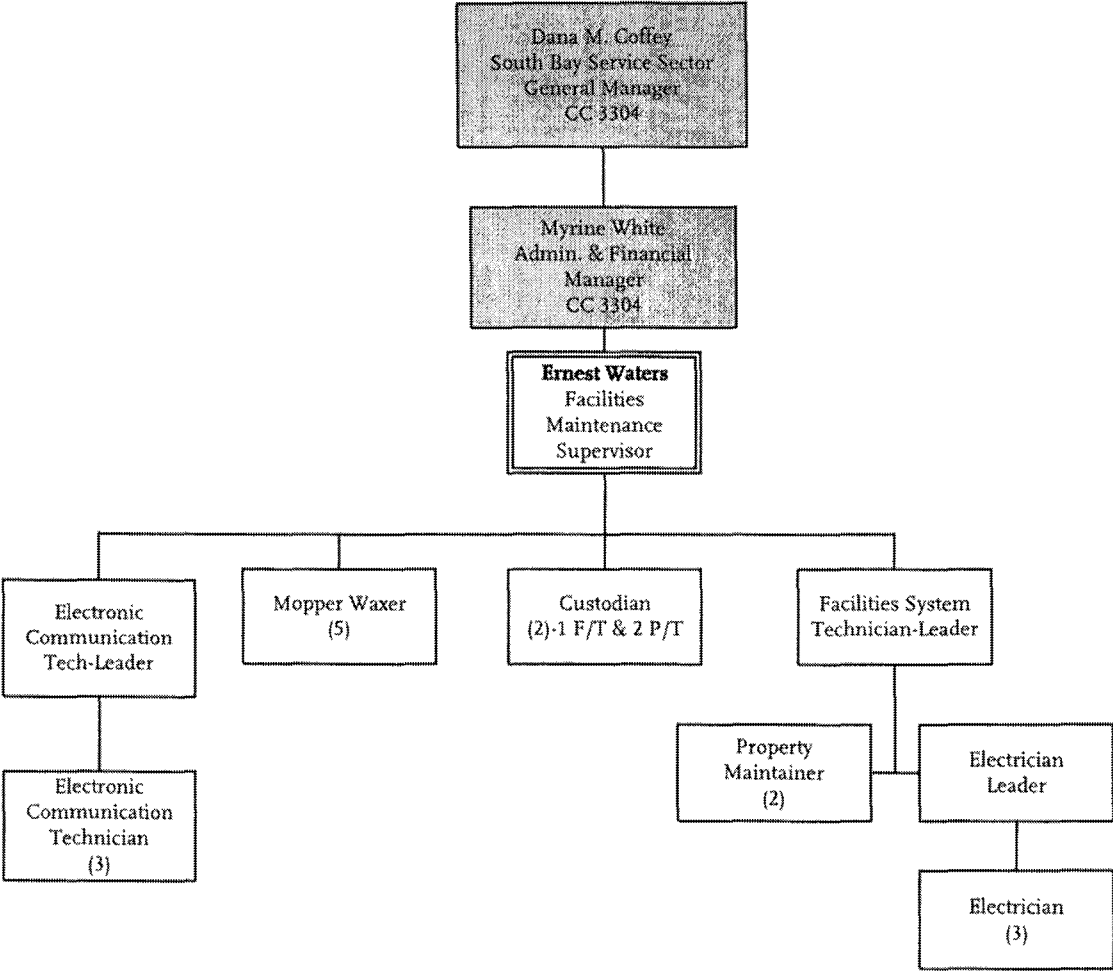 Dana M. Coffey
South Bay Service Sector
General Manager
CC 3304
Myrine White
Admin. & Financial
Manager
CC 3304
Ernest Waters
Facilities
Maintenance
Supervisor
Electronic
Communication
Tech-Leader
Mopper Waxer
(5)
Custodian
(2)-1 F/T & 2 P/T
Facilities System
Technician-Leader
Electronic
Communication
Technician
(3)
Property
Maintainer
(2)
Electrician
Leader
Electrician
(3)